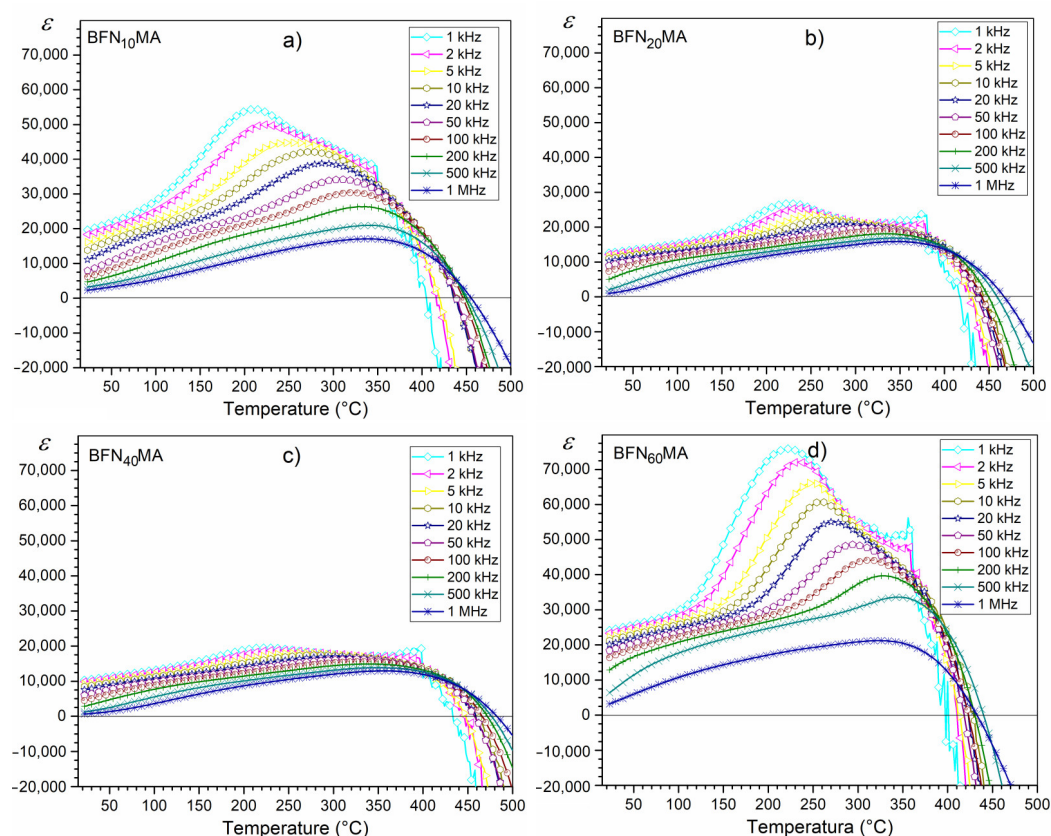 ε
BFN10MA
a)
1 kHz
2 kHz
5 kHz
10 kHz
20 kHz
50 kHz
100 kHz
200 kHz
500 kHz
1 MHz
70,000
60,000
50,000
40,000
30,000
20,000
10,000
0
−10,000
−20,000
50 100 150 200 250 300 350 400 450 500
Temperature (°C)
ε
BFN20MA
b)
1 kHz
2 kHz
5 kHz
10 kHz
20 kHz
50 kHz
100 kHz
200 kHz
500 kHz
1 MHz
70,000
60,000
50,000
40,000
30,000
20,000
10,000
0
−10,000
−20,000
50 100 150 200 250 300 350 400 450 500
Temperature (°C)
ε
BFN40MA
c)
1 kHz
2 kHz
5 kHz
10 kHz
20 kHz
50 kHz
100 kHz
200 kHz
500 kHz
1 MHz
70,000
60,000
50,000
40,000
30,000
20,000
10,000
0
−10,000
−20,000
50 100 150 200 250 300 350 400 450 500
Temperature (°C)
ε
BFN60MA
d)
1 kHz
2 kHz
5 kHz
10 kHz
20 kHz
50 kHz
100 kHz
200 kHz
500 kHz
1 MHz
70,000
60,000
50,000
40,000
30,000
20,000
10,000
0
−10,000
−20,000
50 100 150 200 250 300 350 400 450 500
Temperatura (°C)